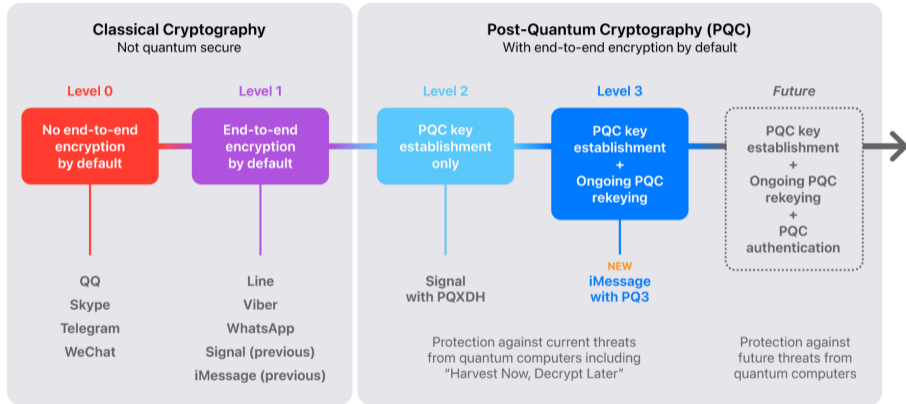 Classical Cryptography
Not quantum secure
Post-Quantum Cryptography (PQC)
With end-to-end encryption by default
Level 0
No end-to-end
encryption
by default
QQ
Skype
Telegram
WeChat
Level 1
End-to-end
encryption
by default
Line
Viber
WhatsApp
Signal (previous)
iMessage (previous)
Level 2
PQC key
establishment
only
Signal
with PQXDH
Level 3
PQC key
establishment
+
Ongoing PQC
rekeying
NEW
iMessage
with PQ3
Protection against current threats
from quantum computers including
“Harvest Now, Decrypt Later”
Future
PQC key
establishment
+
Ongoing PQC
rekeying
+
PQC
authentication
Protection against
future threats from
quantum computers